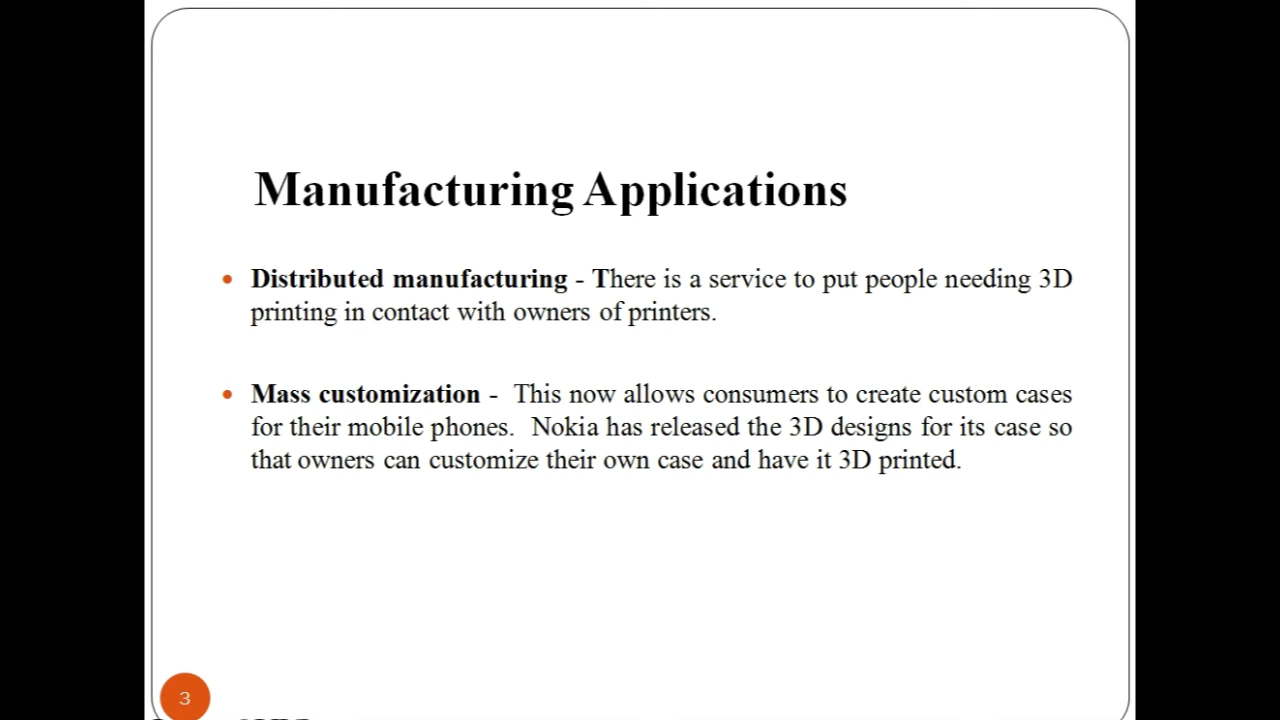 Manufacturing Applications
• Distributed manufacturing - There is a service to put people needing 3D
printing in contact with owners of printers.
• Mass customization -  This now allows consumers to create custom cases
for their mobile phones.  Nokia has released the 3D designs for its case so
that owners can customize their own case and have it 3D printed.
3